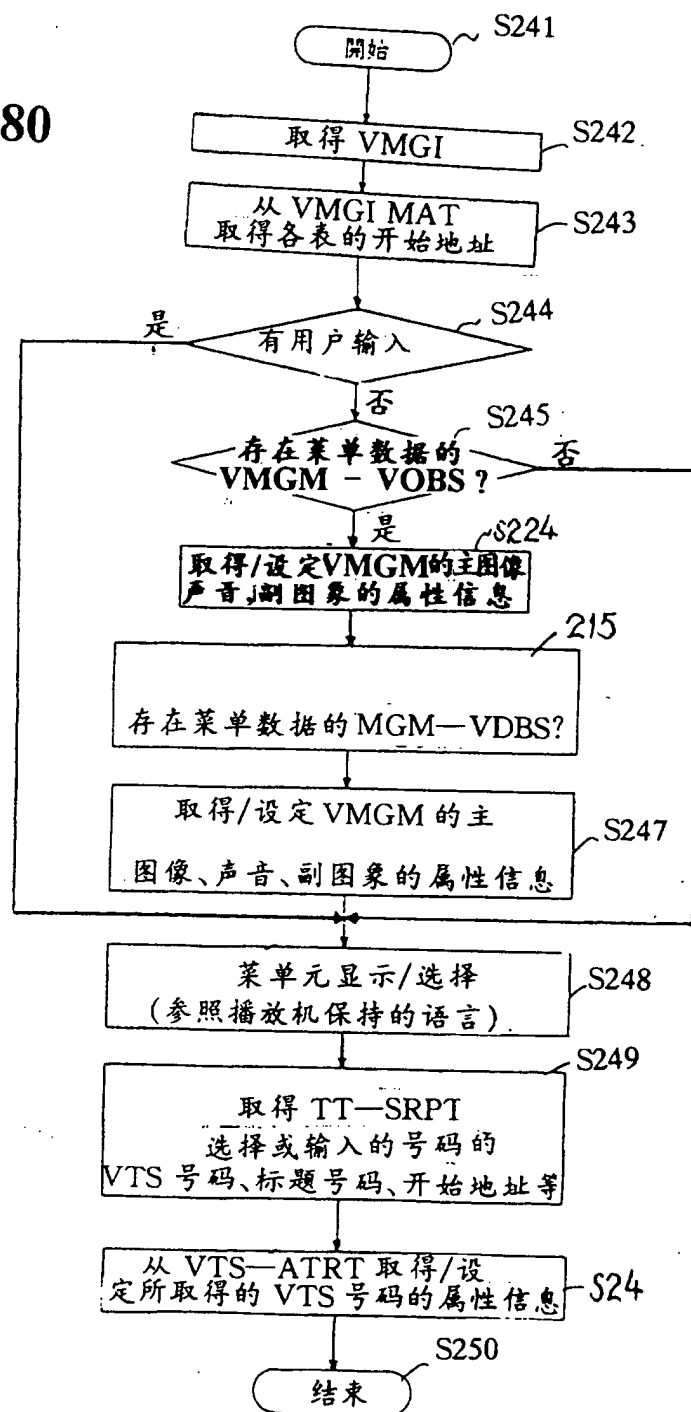 開始
S241
80
取得 VMGI
S242
从 VMGI MAT
取得各表的开始地址
S243
S244
是
有用户输入
否
S245
存在菜单数据的
VMGM – VOBS?
否
是
S224
取得/设定VMGM的主图像
声音,副图象的属性信息
215
存在菜单数据的MGM—VDBS?
取得/设定 VMGM 的主
图像、声音、副图象的属性信息
S247
菜单元显示/选择
(参照播放机保持的语言)
S248
S249
取得 TT—SRPT
选择或输入的号码的
VTS 号码、标题号码、开始地址等
从 VTS—ATRT 取得/设
定所取得的 VTS 号码的属性信息
S24
S250
结束